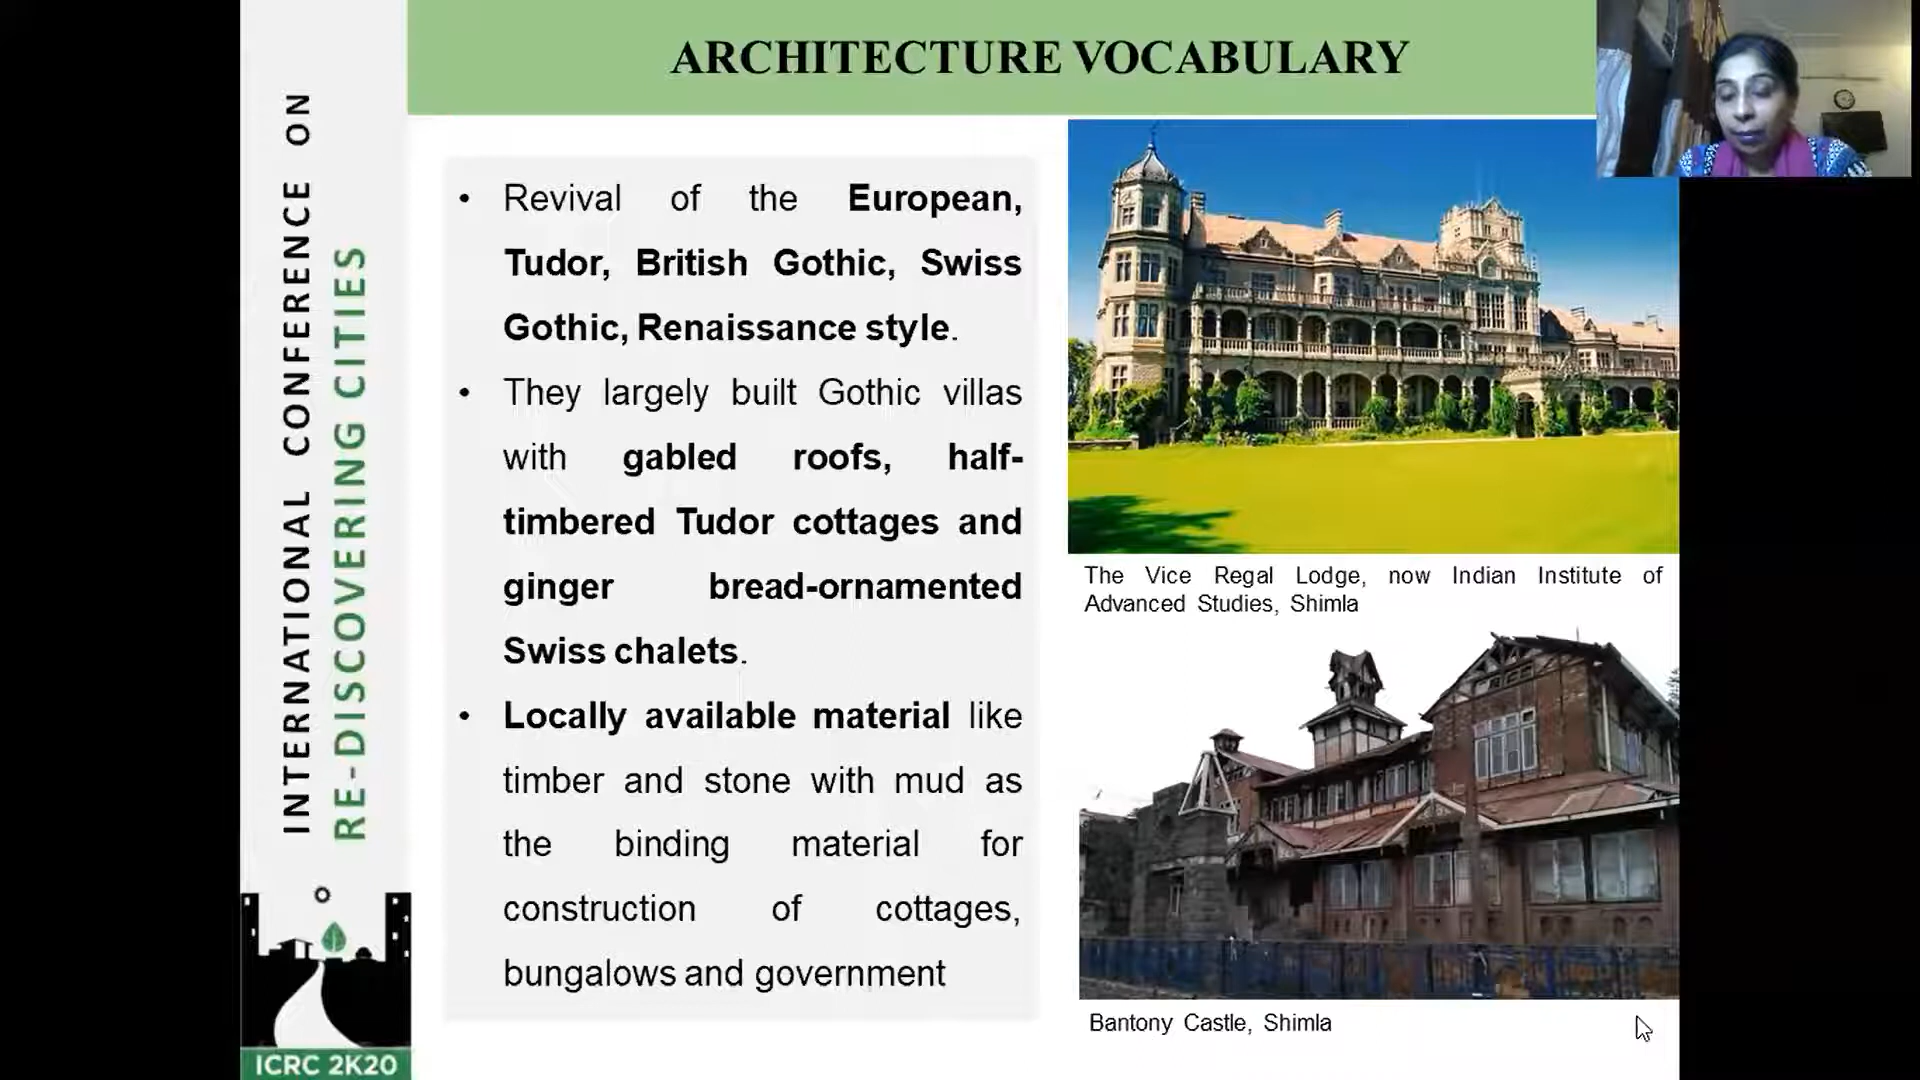 INTERNATIONAL CONFERENCE ON
RE-DISCOVERING CITIES
ICRC 2K20
ARCHITECTURE VOCABULARY
• Revival of the European,
Tudor, British Gothic, Swiss
Gothic, Renaissance style.
• They largely built Gothic villas
with gabled roofs, half-
timbered Tudor cottages and
ginger bread-ornamented
Swiss chalets.
• Locally available material like
timber and stone with mud as
the binding material for
construction of cottages,
bungalows and government
The Vice Regal Lodge, now Indian Institute of
Advanced Studies, Shimla
Bantony Castle, Shimla